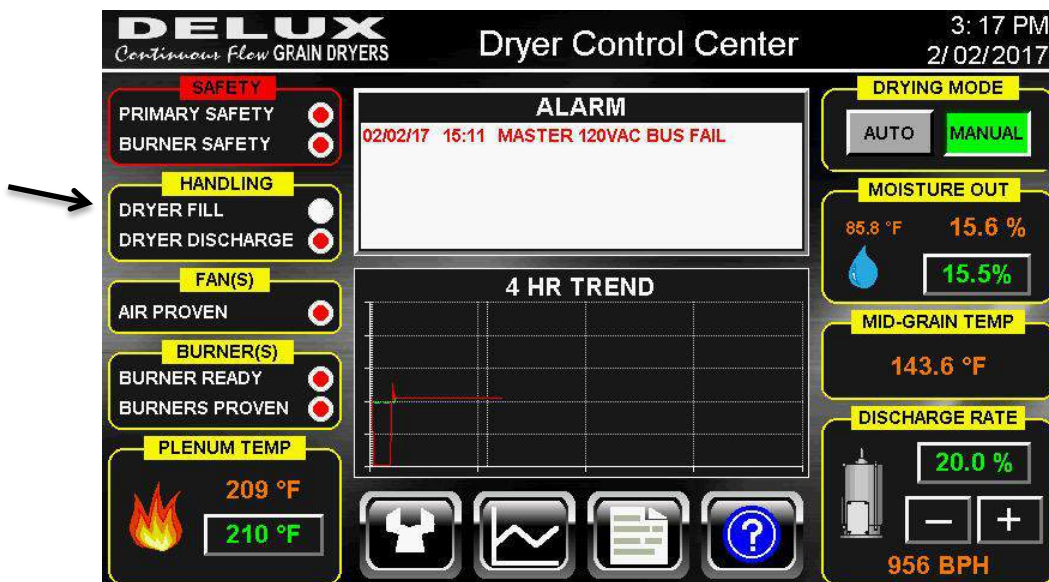 DELUX
Continuous Flow GRAIN DRYERS
Dryer Control Center
3:17 PM
2/02/2017
SAFETY
PRIMARY SAFETY
BURNER SAFETY
HANDLING
DRYER FILL
DRYER DISCHARGE
FAN(S)
AIR PROVEN
BURNER(S)
BURNER READY
BURNERS PROVEN
PLENUM TEMP
209 °F
210 °F
ALARM
02/02/17 15:11 MASTER 120VAC BUS FAIL
4 HR TREND
?
DRYING MODE
AUTO MANUAL
MOISTURE OUT
85.8 °F 15.6 %
15.5%
MID-GRAIN TEMP
143.6 °F
DISCHARGE RATE
20.0 %
− +
956 BPH